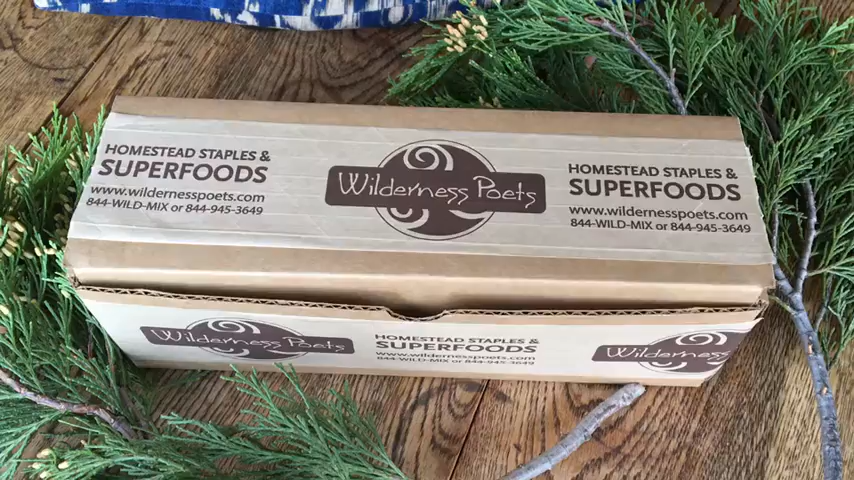 HOMESTEAD STAPLES &
SUPERFOODS
www.wildernesspoets.com
844-WILD-MIX or 844-945-3649
Wilderness Poets
HOMESTEAD STAPLES &
SUPERFOODS
www.wildernesspoets.com
844-WILD-MIX or 844-945-3649
Wilderness Poets
HOMESTEAD STAPLES &
SUPERFOODS
www.wildernesspoets.com
844-WILD-MIX or 844-945-3649
Wilderness